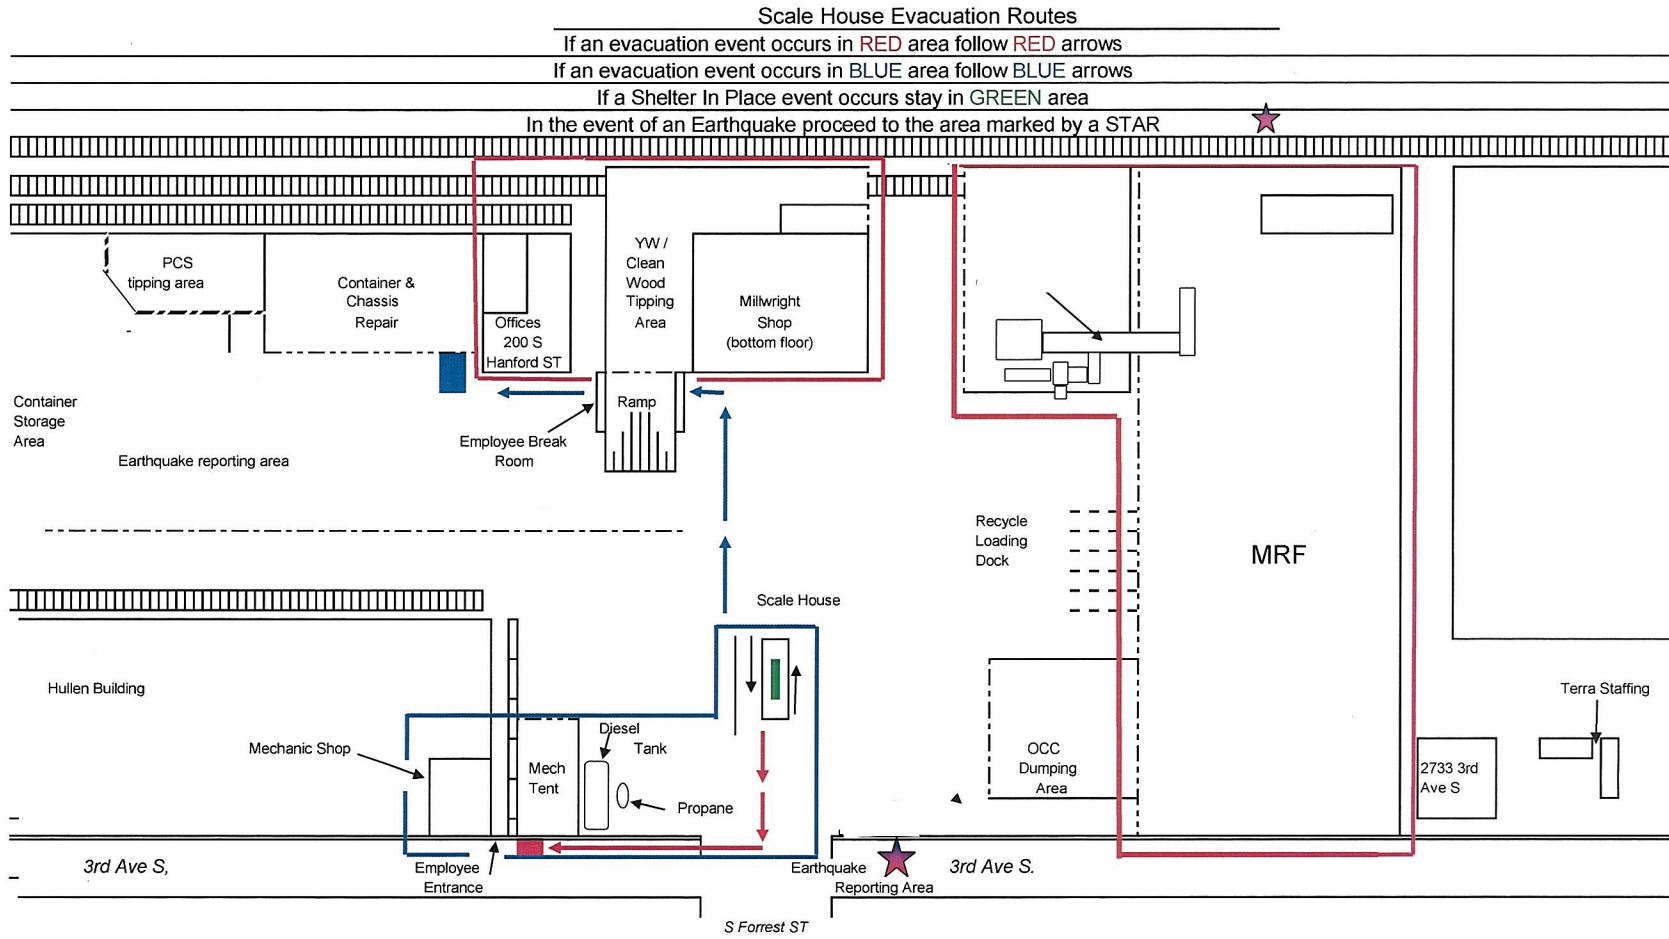 Scale House Evacuation Routes
If an evacuation event occurs in RED area follow RED arrows
If an evacuation event occurs in BLUE area follow BLUE arrows
If a Shelter In Place event occurs stay in GREEN area
In the event of an Earthquake proceed to the area marked by a STAR
PCS
tipping area
Container &
Chassis
Repair
Offices
200 S
Hanford ST
YW /
Clean
Wood
Tipping
Area
Millwright
Shop
(bottom floor)
Container
Storage
Area
Ramp
Employee Break
Room
Earthquake reporting area
Recycle
Loading
Dock
MRF
Scale House
Hullen Building
Terra Staffing
Mechanic Shop
Diesel
Tank
Mech
Tent
Propane
OCC
Dumping
Area
2733 3rd
Ave S
3rd Ave S,
Employee
Entrance
Earthquake
Reporting Area
3rd Ave S.
S Forrest ST